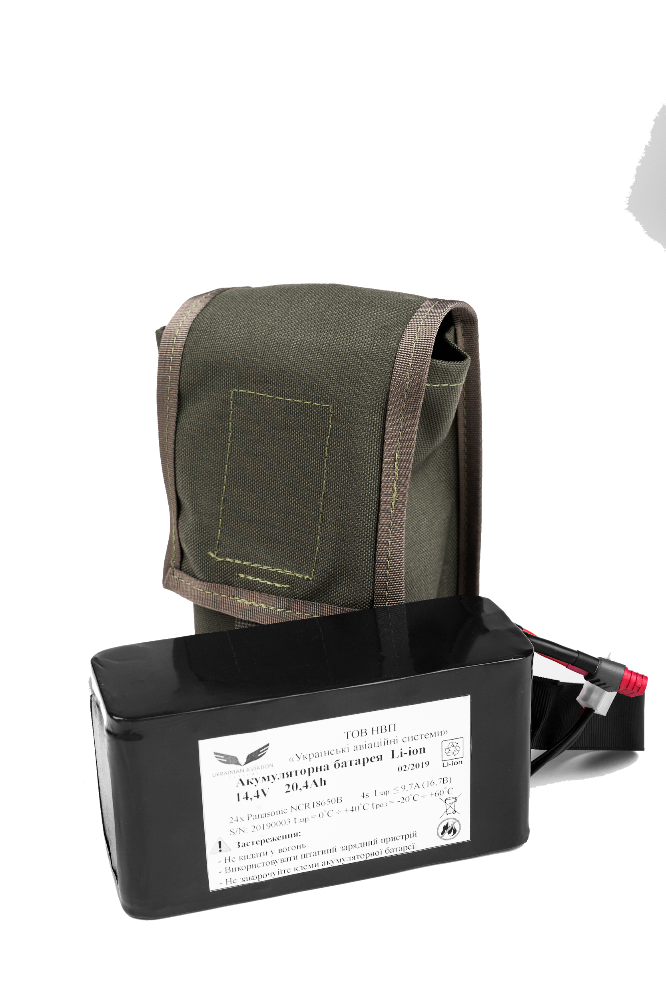 ТОВ НВП
«Українські авіаційні системи»
UKRAINIAN AVIATION
SYSTEMS
Акумуляторна батарея Li-ion
14,4V 20,4Ah 02/2019
Li-ion
24x Panasonic NCR18650B 4s Iзар. ≤ 9,7A (16,7B)
S/N: 20190003 tзар.= 0°C ÷ +40°C tроз.= -20°C ÷ +60°C
Застереження:
- Не кидати у вогонь
- Використовувати штатний зарядний пристрій
- Не закорочуйте клеми акумуляторної батареї